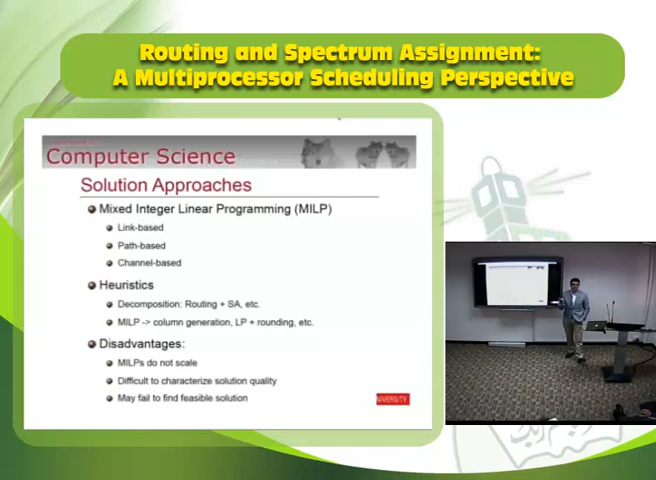 Routing and Spectrum Assignment:
A Multiprocessor Scheduling Perspective
Computer Science
Solution Approaches
Mixed Integer Linear Programming (MILP)
Link-based
Path-based
Channel-based
Heuristics
Decomposition: Routing + SA, etc.
MILP -> column generation, LP + rounding, etc.
Disadvantages:
MILPs do not scale
Difficult to characterize solution quality
May fail to find feasible solution
IVERSITY